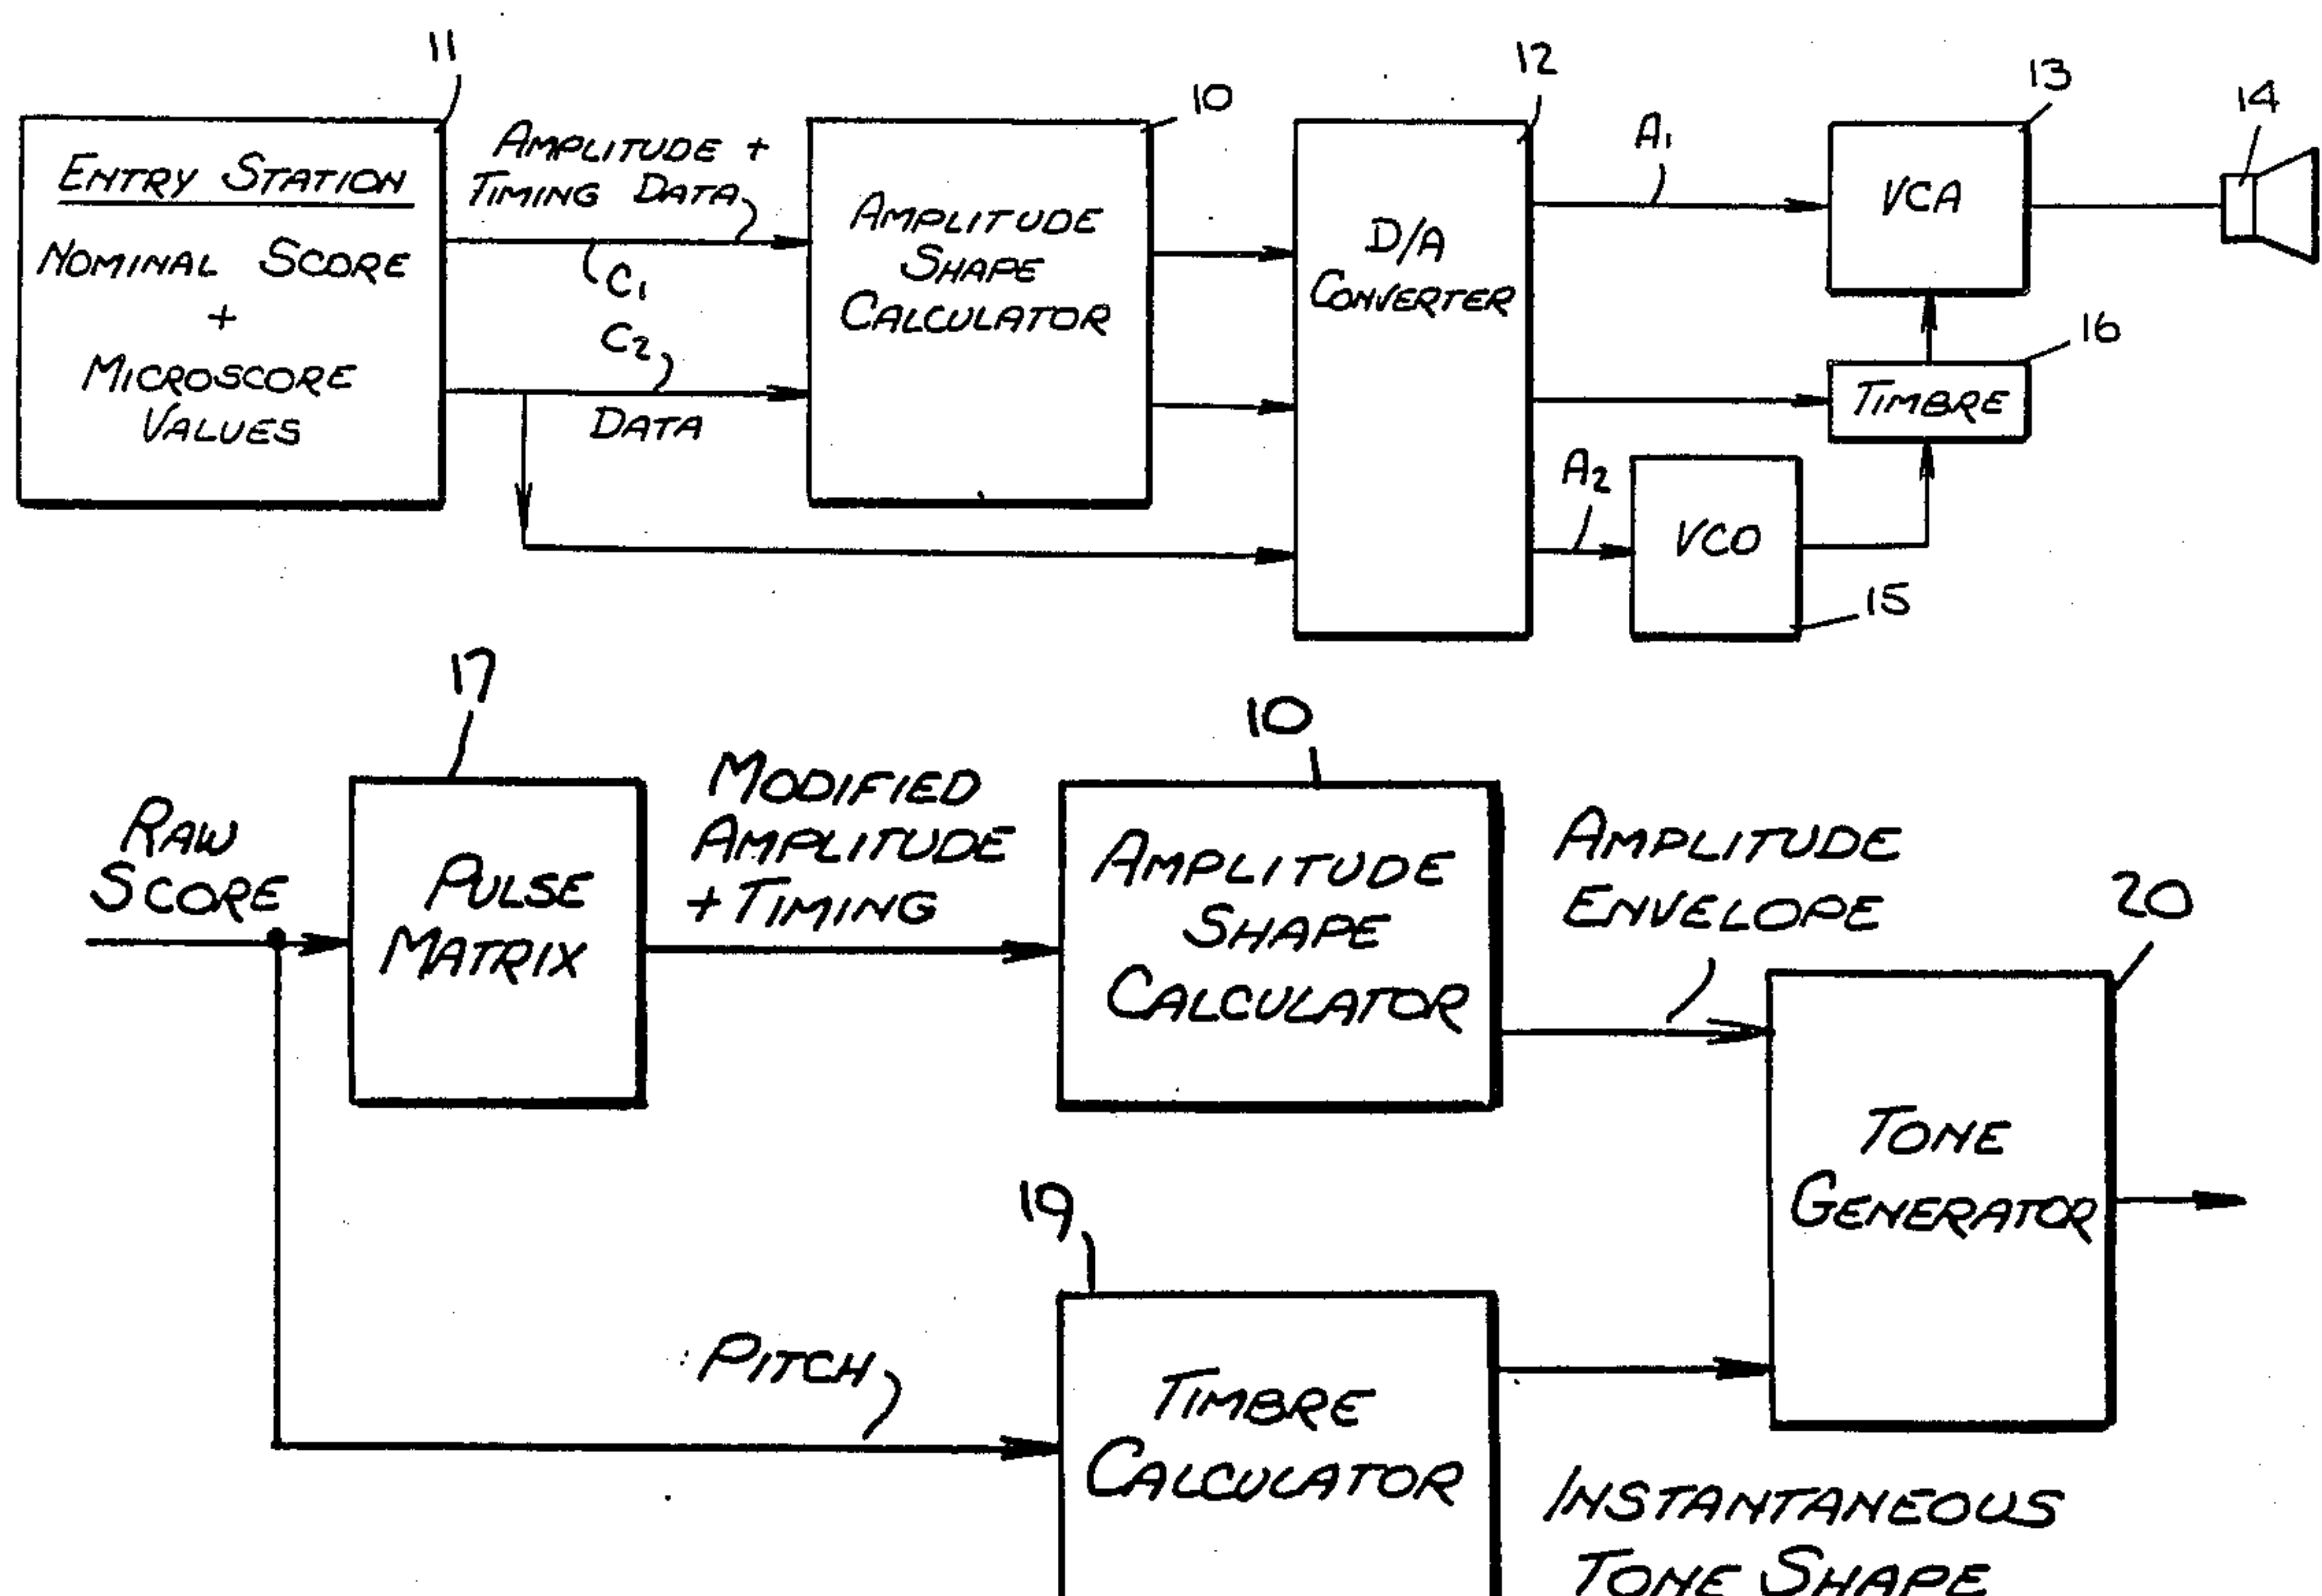 11
ENTRY STATION
NOMINAL SCORE
+
MICROSCORE
VALUES
AMPLITUDE +
TIMING DATA
C1
C2
DATA
10
AMPLITUDE
SHAPE
CALCULATOR
12
D/A
CONVERTER
A1
A2
13
VCA
14
16
TIMBRE
VCO
15
RAW
SCORE
17
PULSE
MATRIX
MODIFIED
AMPLITUDE
+ TIMING
10
AMPLITUDE
SHAPE
CALCULATOR
AMPLITUDE
ENVELOPE
20
TONE
GENERATOR
PITCH
19
TIMBRE
CALCULATOR
INSTANTANEOUS
TONE SHAPE